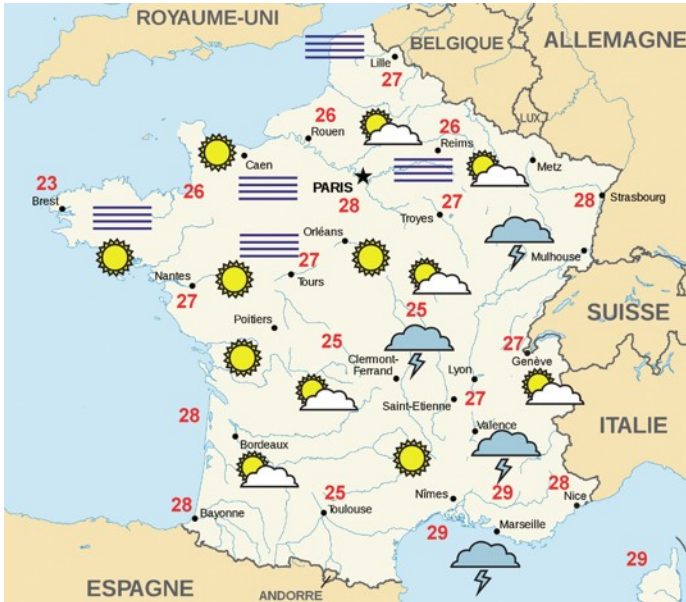 ROYAUME-UNI
BELGIQUE
ALLEMAGNE
Lille
27
LUX.
26
Rouen
26
Reims
Metz
Caen
23
Brest
26
PARIS
28
27
Troyes
28
Strasbourg
Orléans
Mulhouse
Nantes
27
27
Tours
SUISSE
25
Poitiers
25
Clermont-
Ferrand
Lyon
27
Genève
Saint-Etienne
27
ITALIE
28
Bordeaux
Valence
28
Bayonne
25
Toulouse
Nîmes
29
28
Nice
29
Marseille
29
ESPAGNE
ANDORRE